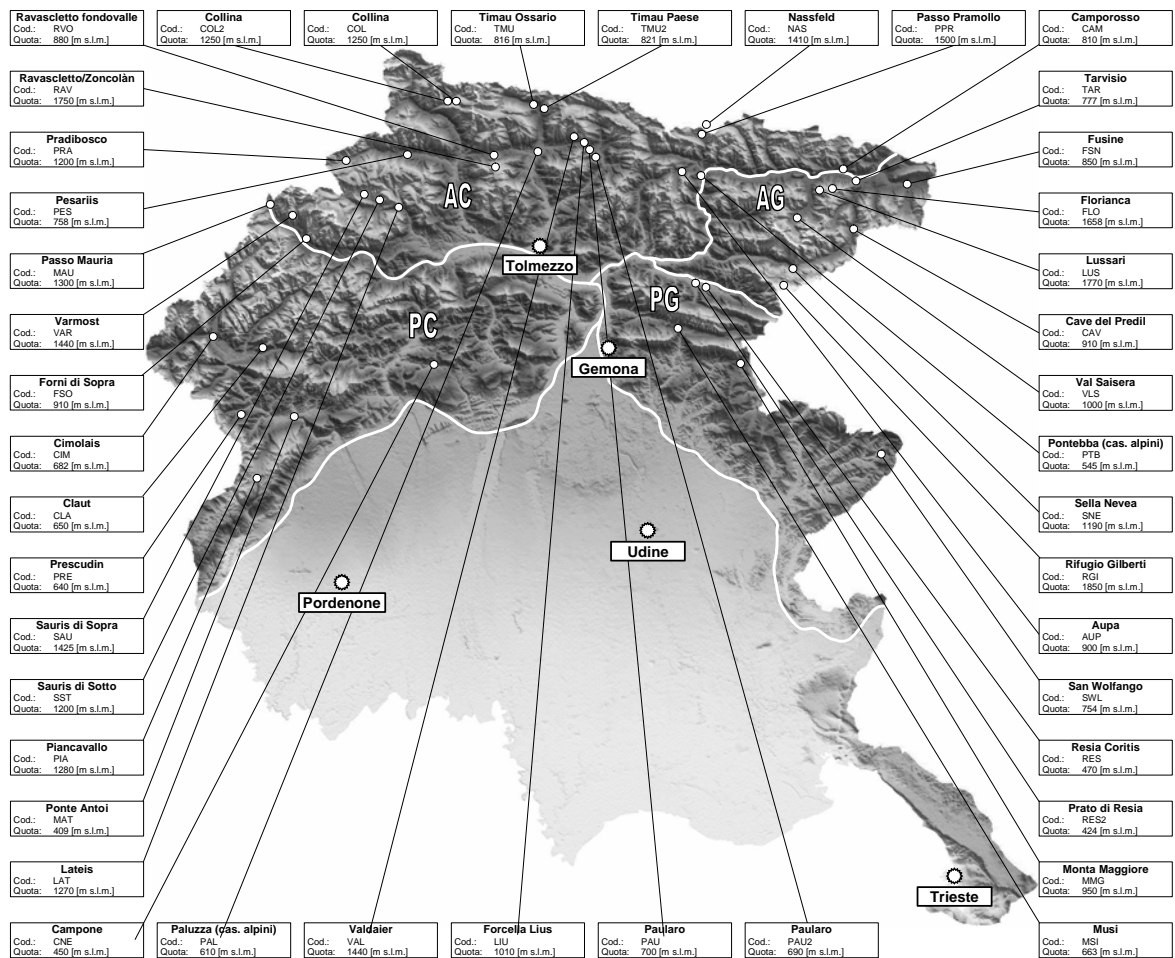 Ravascletto fondovalle
Cod.: RVO
Quota: 880 [m s.l.m.]
Collina
Cod.: COL2
Quota: 1250 [m s.l.m.]
Collina
Cod.: COL
Quota: 1250 [m s.l.m.]
Timau Ossario
Cod.: TMU
Quota: 816 [m s.l.m.]
Timau Paese
Cod.: TMU2
Quota: 821 [m s.l.m.]
Nassfeld
Cod.: NAS
Quota: 1410 [m s.l.m.]
Passo Pramollo
Cod.: PPR
Quota: 1500 [m s.l.m.]
Camporosso
Cod.: CAM
Quota: 810 [m s.l.m.]
Ravascletto/Zoncolàn
Cod.: RAV
Quota: 1750 [m s.l.m.]
Pradibosco
Cod.: PRA
Quota: 1200 [m s.l.m.]
Pesariis
Cod.: PES
Quota: 758 [m s.l.m.]
Passo Mauria
Cod.: MAU
Quota: 1300 [m s.l.m.]
Varmost
Cod.: VAR
Quota: 1440 [m s.l.m.]
Forni di Sopra
Cod.: FSO
Quota: 910 [m s.l.m.]
Cimolais
Cod.: CIM
Quota: 682 [m s.l.m.]
Claut
Cod.: CLA
Quota: 650 [m s.l.m.]
Prescudin
Cod.: PRE
Quota: 640 [m s.l.m.]
Sauris di Sopra
Cod.: SAU
Quota: 1425 [m s.l.m.]
Sauris di Sotto
Cod.: SST
Quota: 1200 [m s.l.m.]
Piancavallo
Cod.: PIA
Quota: 1280 [m s.l.m.]
Ponte Antoi
Cod.: MAT
Quota: 409 [m s.l.m.]
Lateis
Cod.: LAT
Quota: 1270 [m s.l.m.]
Campone
Cod.: CNE
Quota: 450 [m s.l.m.]
AC
AG
Tolmezzo
PG
PC
Gemona
Udine
Pordenone
Trieste
Tarvisio
Cod.: TAR
Quota: 777 [m s.l.m.]
Fusine
Cod.: FSN
Quota: 850 [m s.l.m.]
Florianca
Cod.: FLO
Quota: 1658 [m s.l.m.]
Lussari
Cod.: LUS
Quota: 1770 [m s.l.m.]
Cave del Predil
Cod.: CAV
Quota: 910 [m s.l.m.]
Val Saisera
Cod.: VLS
Quota: 1000 [m s.l.m.]
Pontebba (cas. alpini)
Cod.: PTB
Quota: 545 [m s.l.m.]
Sella Nevea
Cod.: SNE
Quota: 1190 [m s.l.m.]
Rifugio Gilberti
Cod.: RGI
Quota: 1850 [m s.l.m.]
Aupa
Cod.: AUP
Quota: 900 [m s.l.m.]
San Wolfango
Cod.: SWL
Quota: 754 [m s.l.m.]
Resia Coritis
Cod.: RES
Quota: 470 [m s.l.m.]
Prato di Resia
Cod.: RES2
Quota: 424 [m s.l.m.]
Monta Maggiore
Cod.: MMG
Quota: 950 [m s.l.m.]
Paluzza (cas. alpini)
Cod.: PAL
Quota: 610 [m s.l.m.]
Valdaier
Cod.: VAL
Quota: 1440 [m s.l.m.]
Forcella Lius
Cod.: LIU
Quota: 1010 [m s.l.m.]
Paularo
Cod.: PAU
Quota: 700 [m s.l.m.]
Paularo
Cod.: PAU2
Quota: 690 [m s.l.m.]
Musi
Cod.: MSI
Quota: 663 [m s.l.m.]